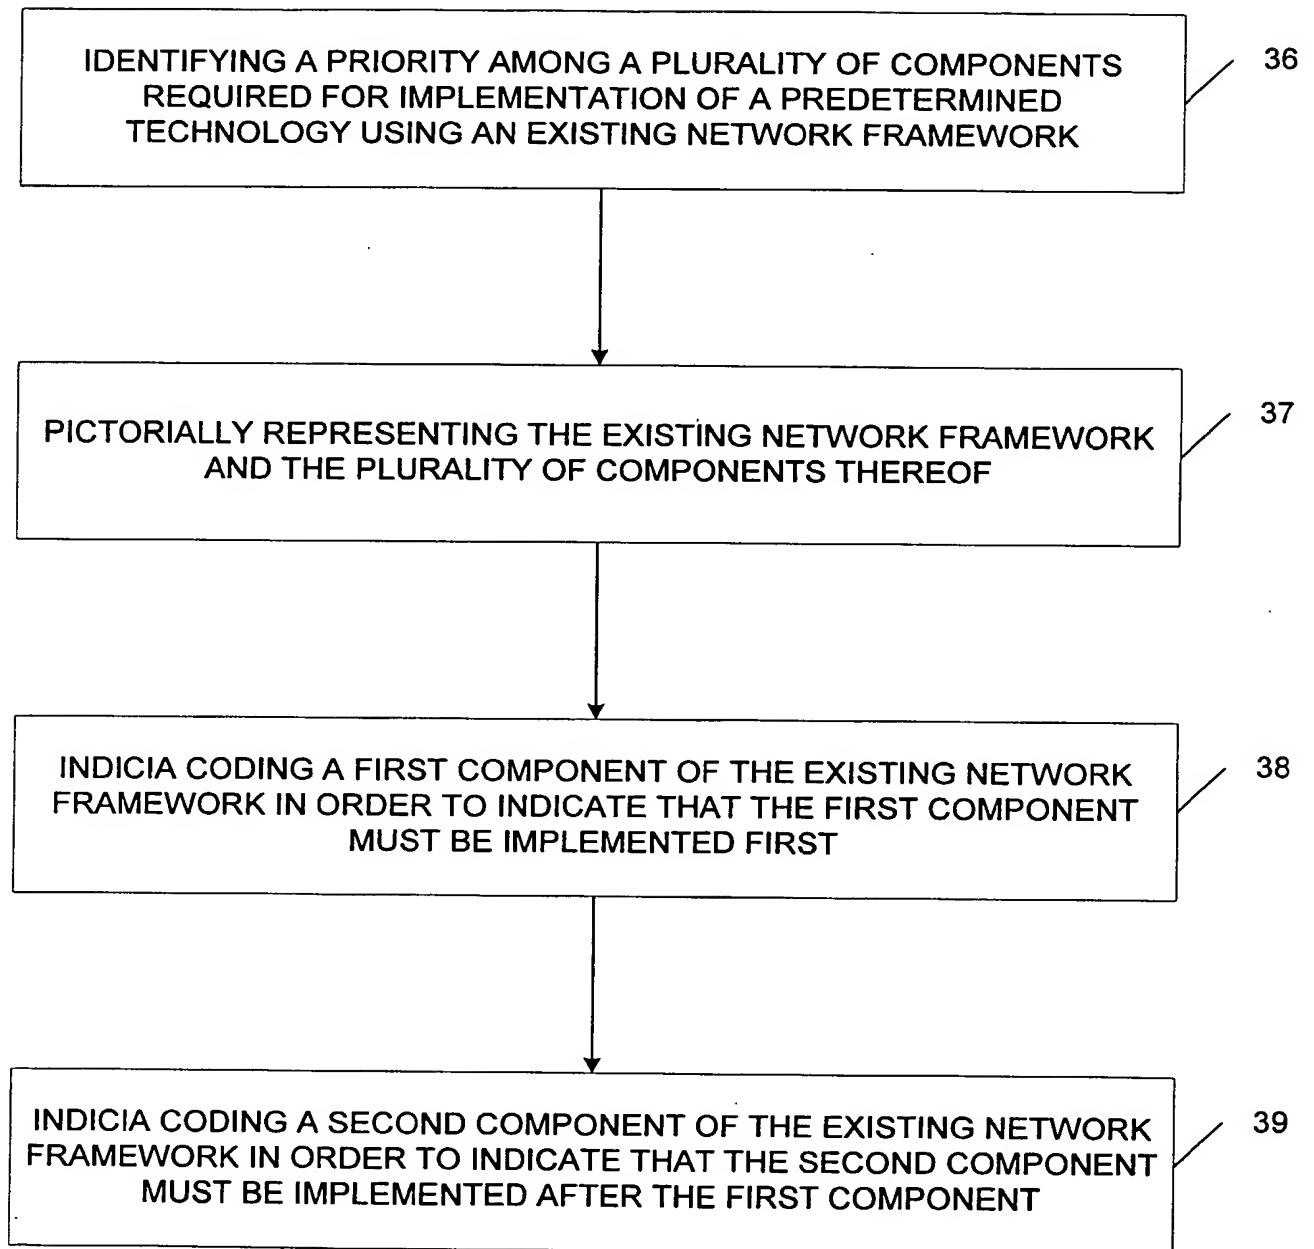 IDENTIFYING A PRIORITY AMONG A PLURALITY OF COMPONENTS
REQUIRED FOR IMPLEMENTATION OF A PREDETERMINED
TECHNOLOGY USING AN EXISTING NETWORK FRAMEWORK
36
PICTORIALLY REPRESENTING THE EXISTING NETWORK FRAMEWORK
AND THE PLURALITY OF COMPONENTS THEREOF
37
INDICIA CODING A FIRST COMPONENT OF THE EXISTING NETWORK
FRAMEWORK IN ORDER TO INDICATE THAT THE FIRST COMPONENT
MUST BE IMPLEMENTED FIRST
38
INDICIA CODING A SECOND COMPONENT OF THE EXISTING NETWORK
FRAMEWORK IN ORDER TO INDICATE THAT THE SECOND COMPONENT
MUST BE IMPLEMENTED AFTER THE FIRST COMPONENT
39